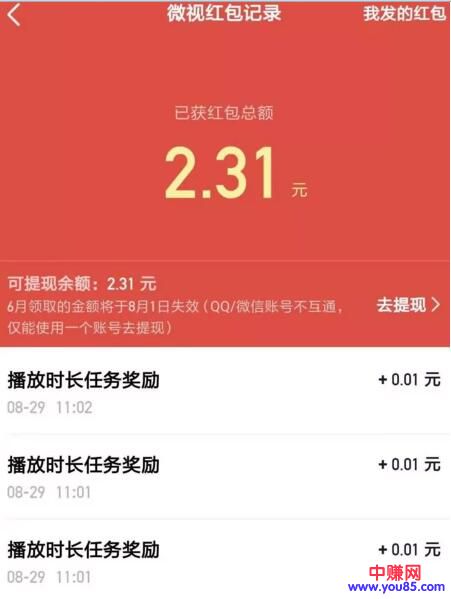 微视红包记录 我发的红包
已获红包总额
2.31 元
可提现余额：2.31 元
6月领取的金额将于8月1日失效（QQ/微信账号不互通，
仅能使用一个账号去提现）
去提现
播放时长任务奖励 + 0.01 元
08-29 11:02
播放时长任务奖励 + 0.01 元
08-29 11:01
播放时长任务奖励 + 0.01 元
08-29 11:01
中赚网
www.you85.com